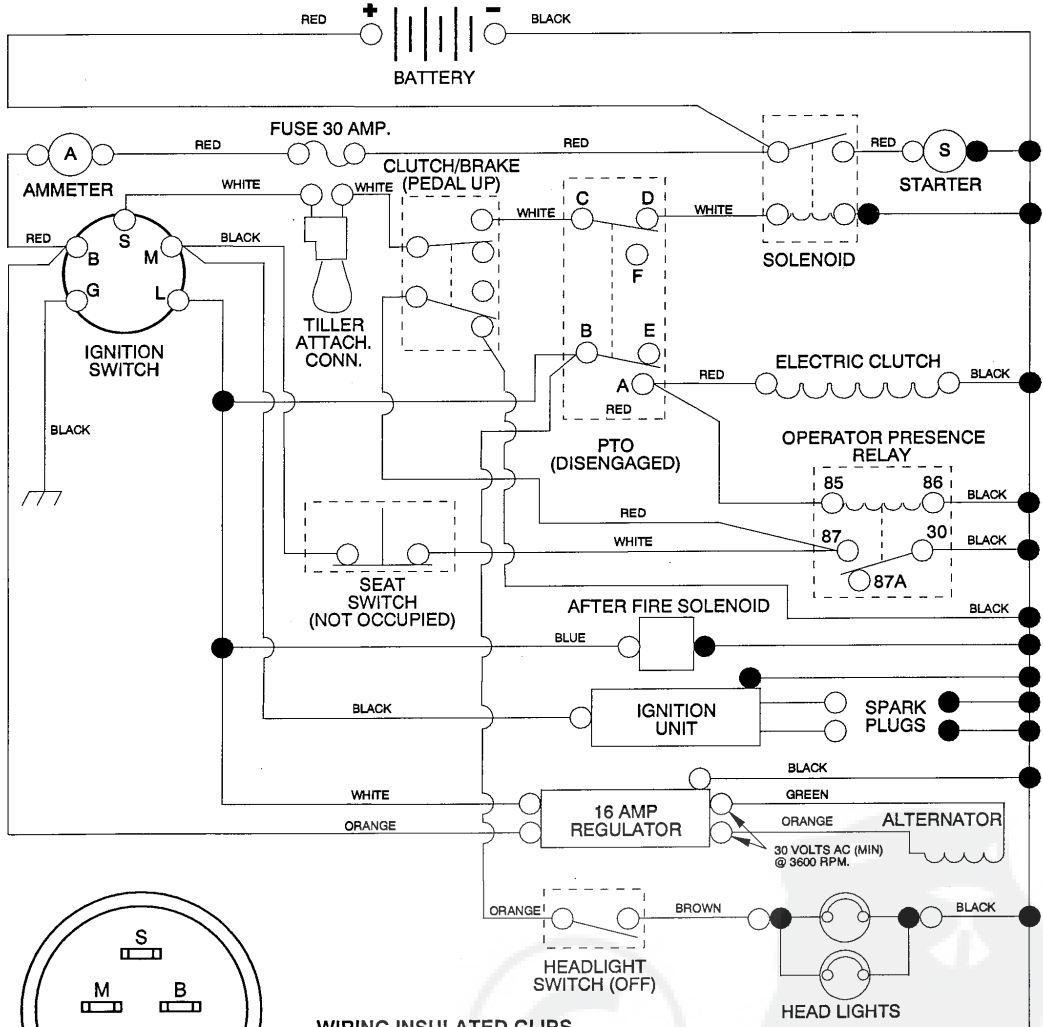 + -
RED
BLACK
BATTERY
FUSE 30 AMP.
RED
RED
RED
A
S
AMMETER
STARTER
CLUTCH/BRAKE
(PEDAL UP)
WHITE
WHITE
WHITE
WHITE
C
D
F
SOLENOID
RED
S
B
M
G
L
BLACK
IGNITION
SWITCH
TILLER
ATTACH.
CONN.
B
E
A
RED
RED
ELECTRIC CLUTCH
BLACK
BLACK
PTO
(DISENGAGED)
OPERATOR PRESENCE
RELAY
85
86
BLACK
RED
WHITE
87
30
BLACK
87A
SEAT
SWITCH
(NOT OCCUPIED)
AFTER FIRE SOLENOID
BLACK
BLUE
BLACK
IGNITION
UNIT
SPARK
PLUGS
BLACK
WHITE
GREEN
16 AMP
REGULATOR
ORANGE
ORANGE
ALTERNATOR
30 VOLTS AC (MIN)
@ 3600 RPM.
ORANGE
BROWN
BLACK
HEADLIGHT
SWITCH (OFF)
HEAD LIGHTS
S
M
B
WIRING INSULATED CLIPS